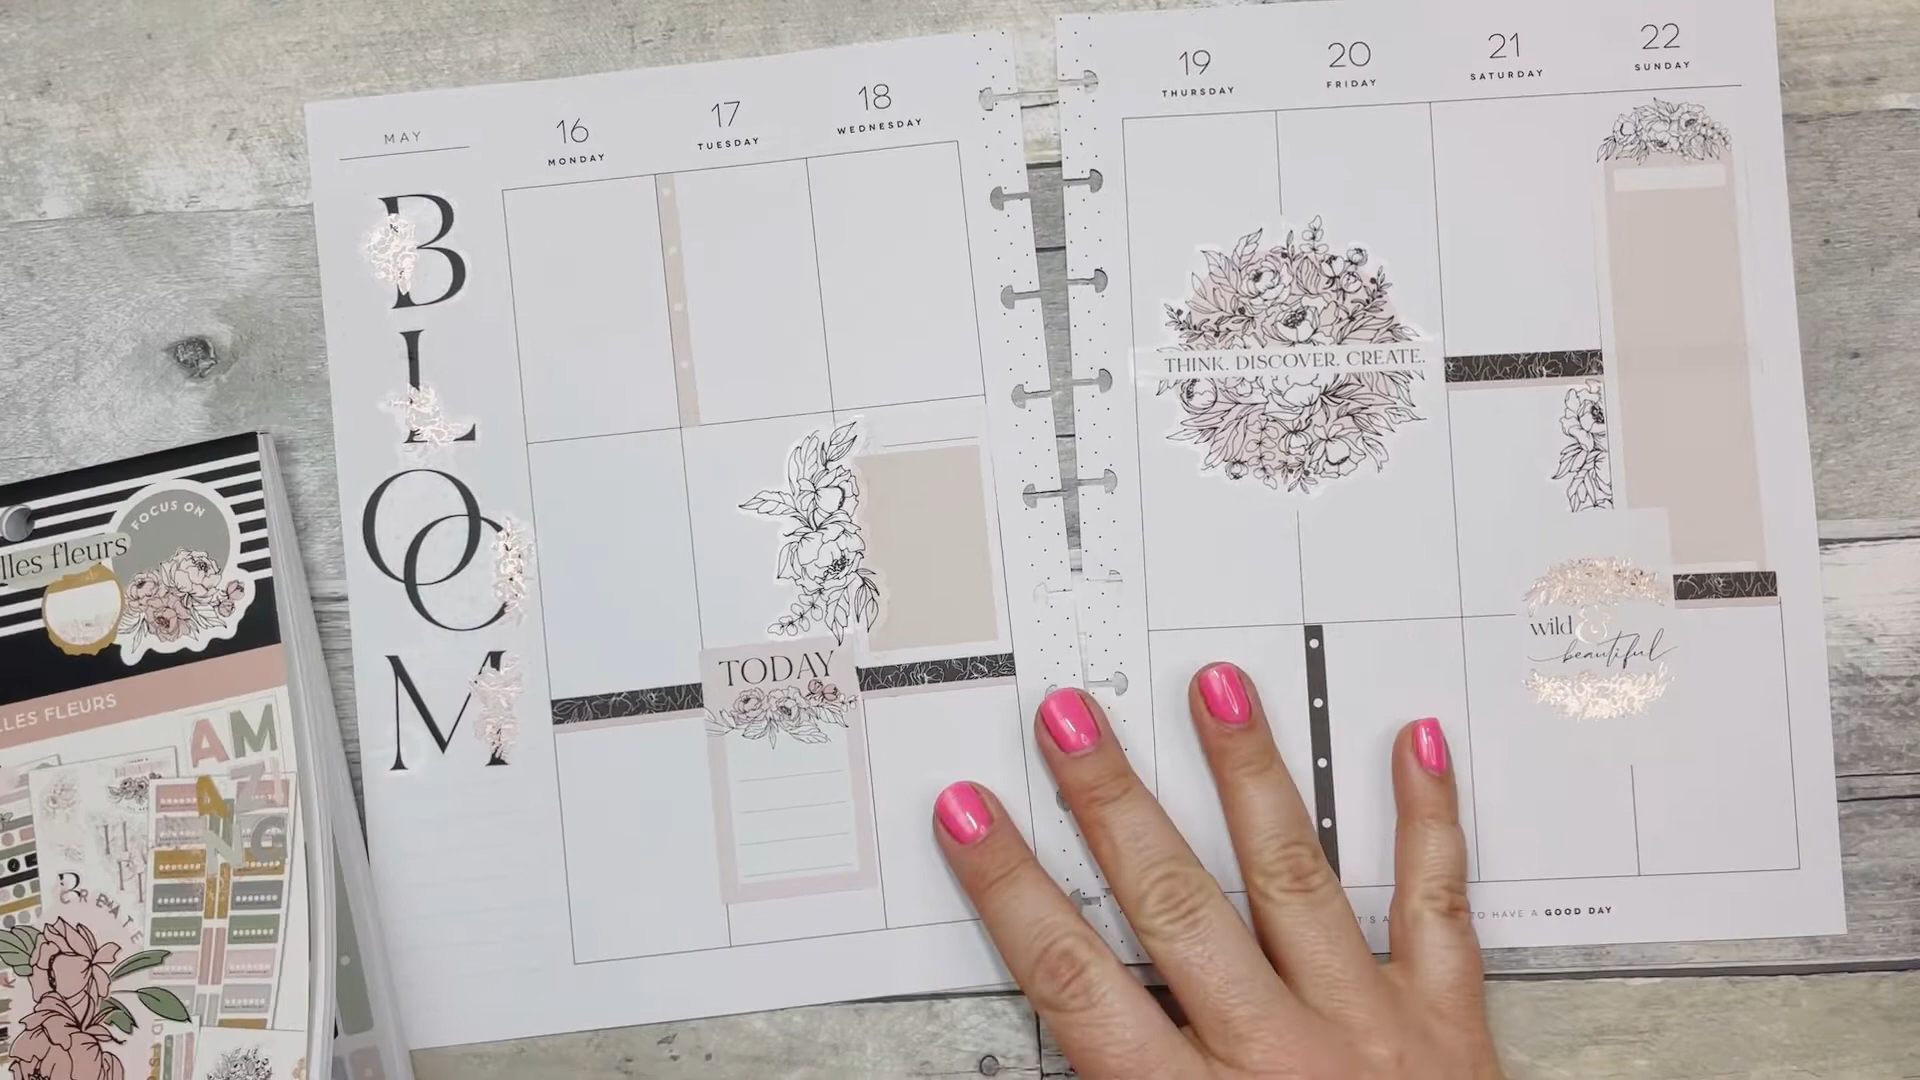 MAY
16
MONDAY
17
TUESDAY
18
WEDNESDAY
19
THURSDAY
20
FRIDAY
21
SATURDAY
22
SUNDAY
BLOOM
THINK. DISCOVER. CREATE.
TODAY
wild &
beautiful
TO HAVE A GOOD DAY
FOCUS ON
lles fleurs
LLES FLEURS
AM
CREATE